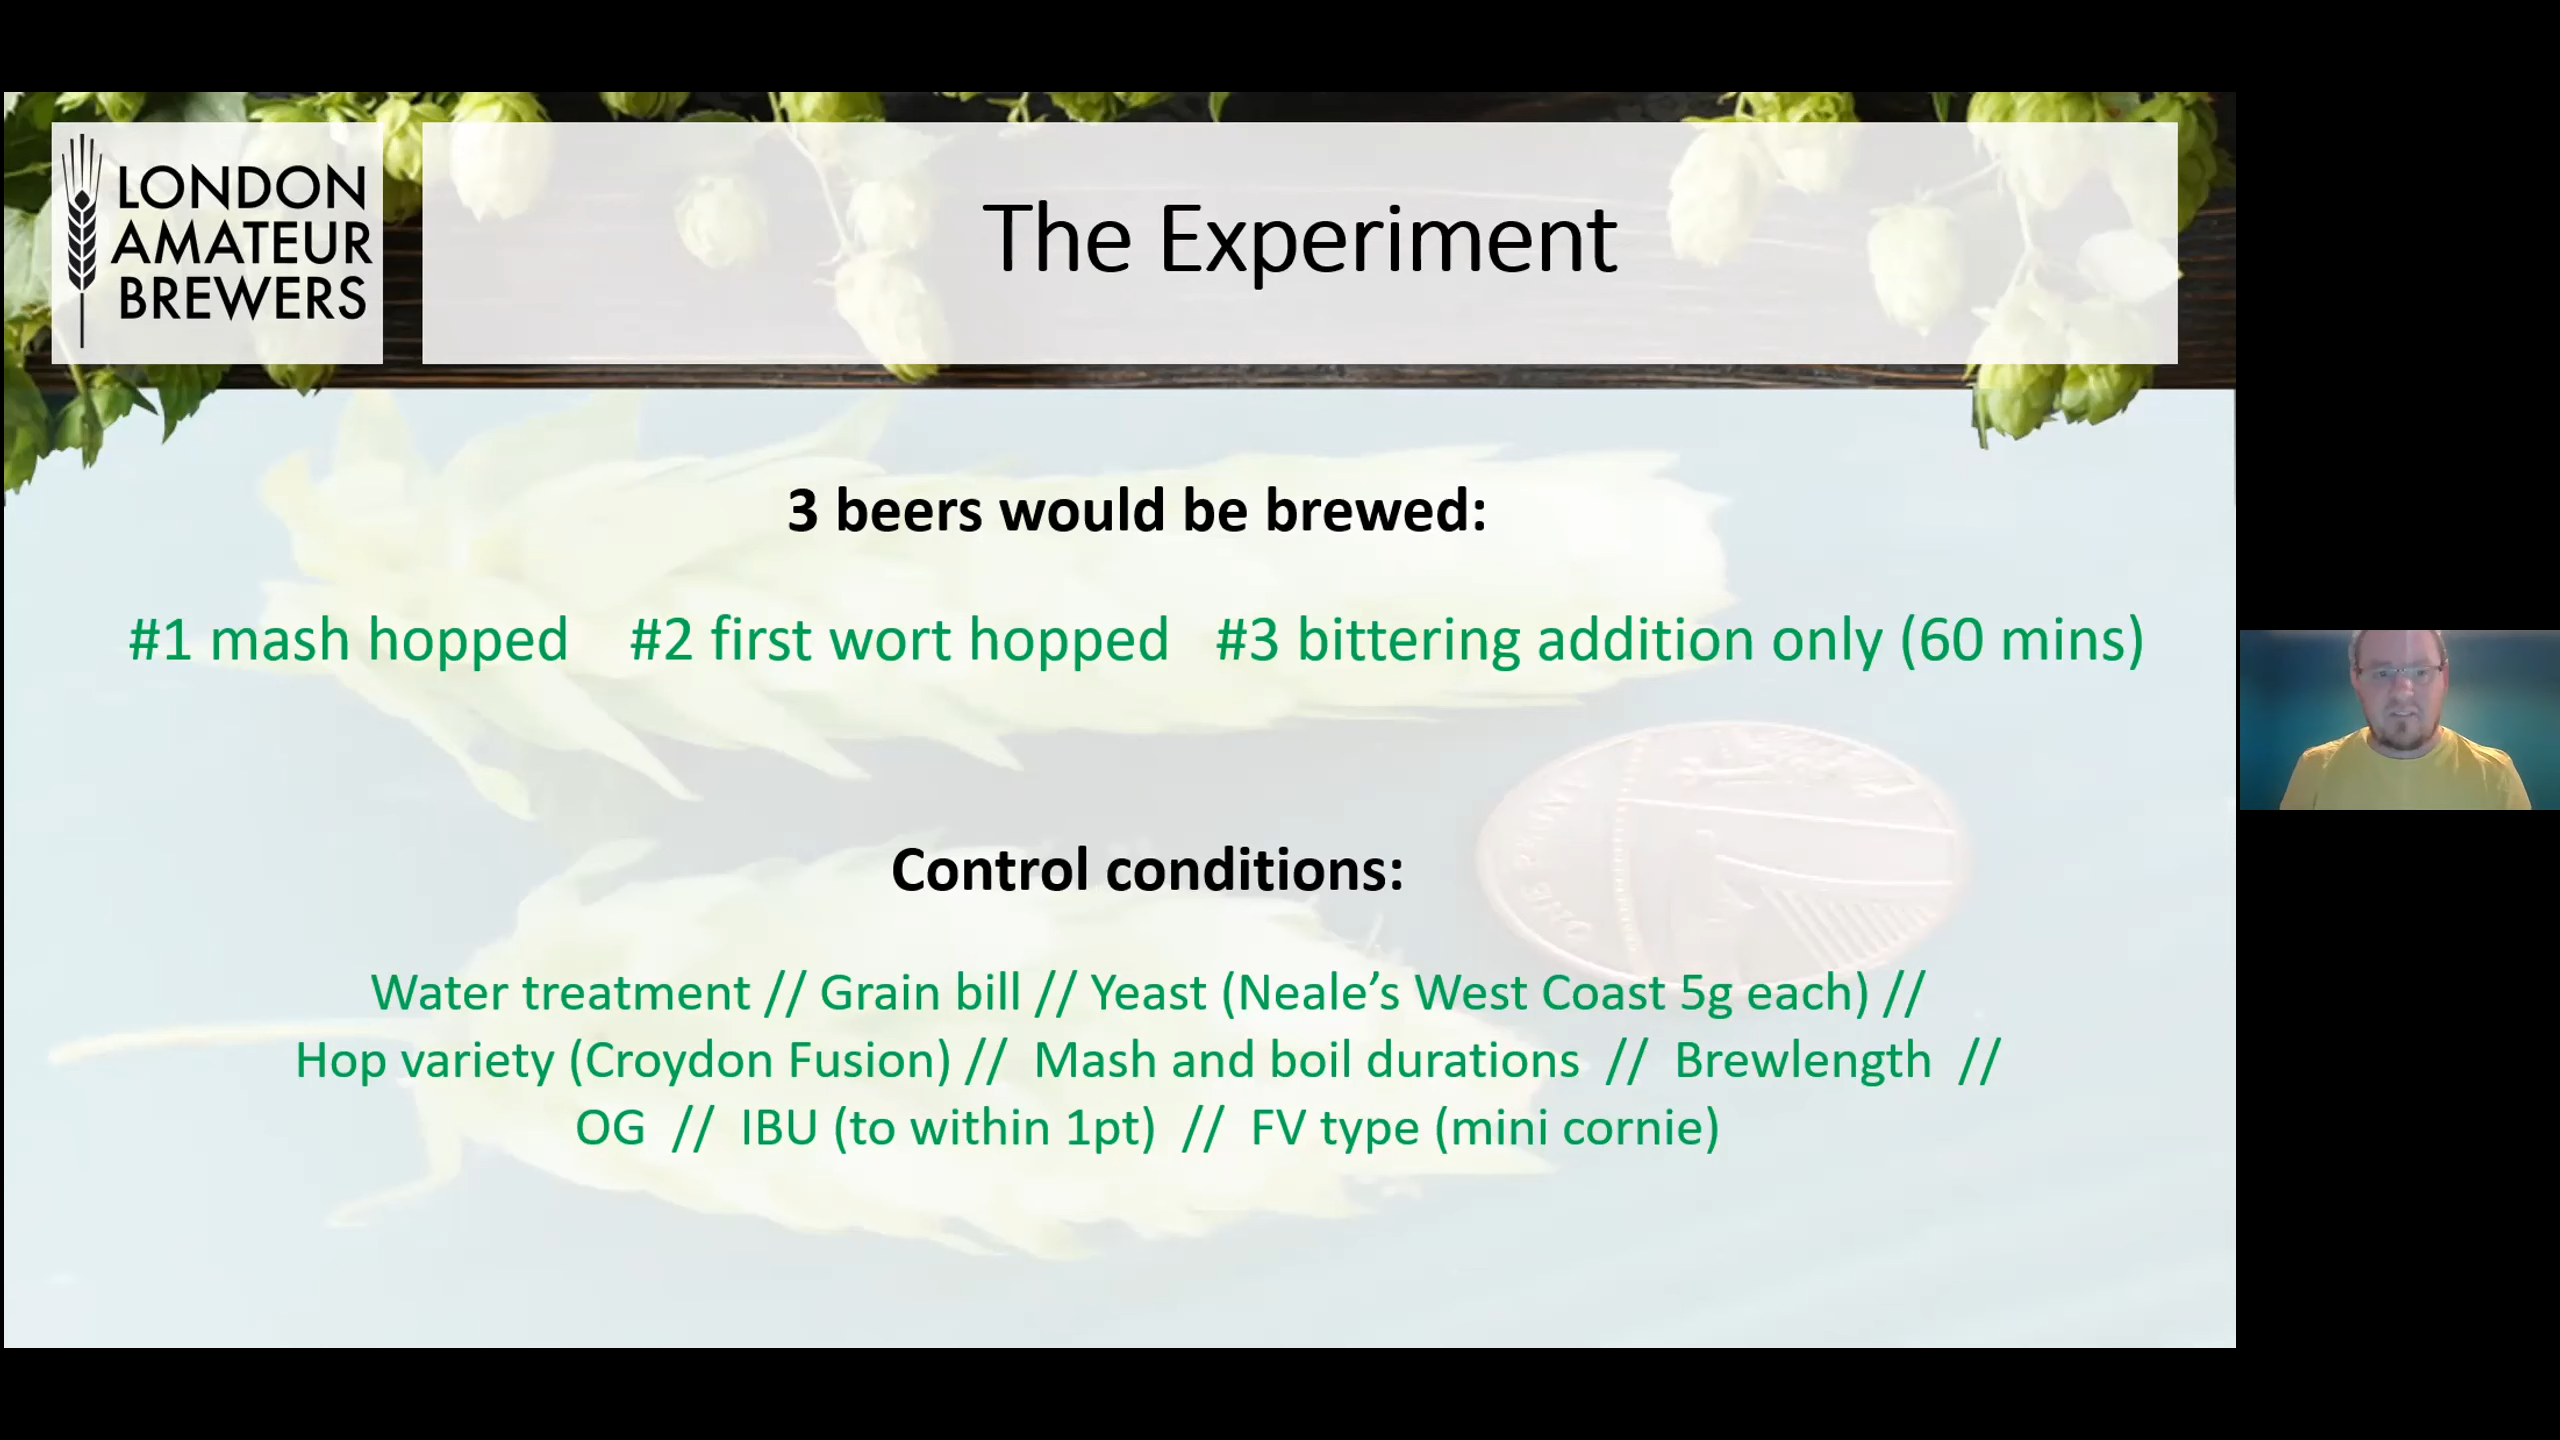 LONDON
AMATEUR
BREWERS
The Experiment
3 beers would be brewed:
#1 mash hopped #2 first wort hopped #3 bittering addition only (60 mins)
Control conditions:
Water treatment // Grain bill // Yeast (Neale’s West Coast 5g each) //
Hop variety (Croydon Fusion) // Mash and boil durations // Brewlength //
OG // IBU (to within 1pt) // FV type (mini cornie)
ONE PENNY